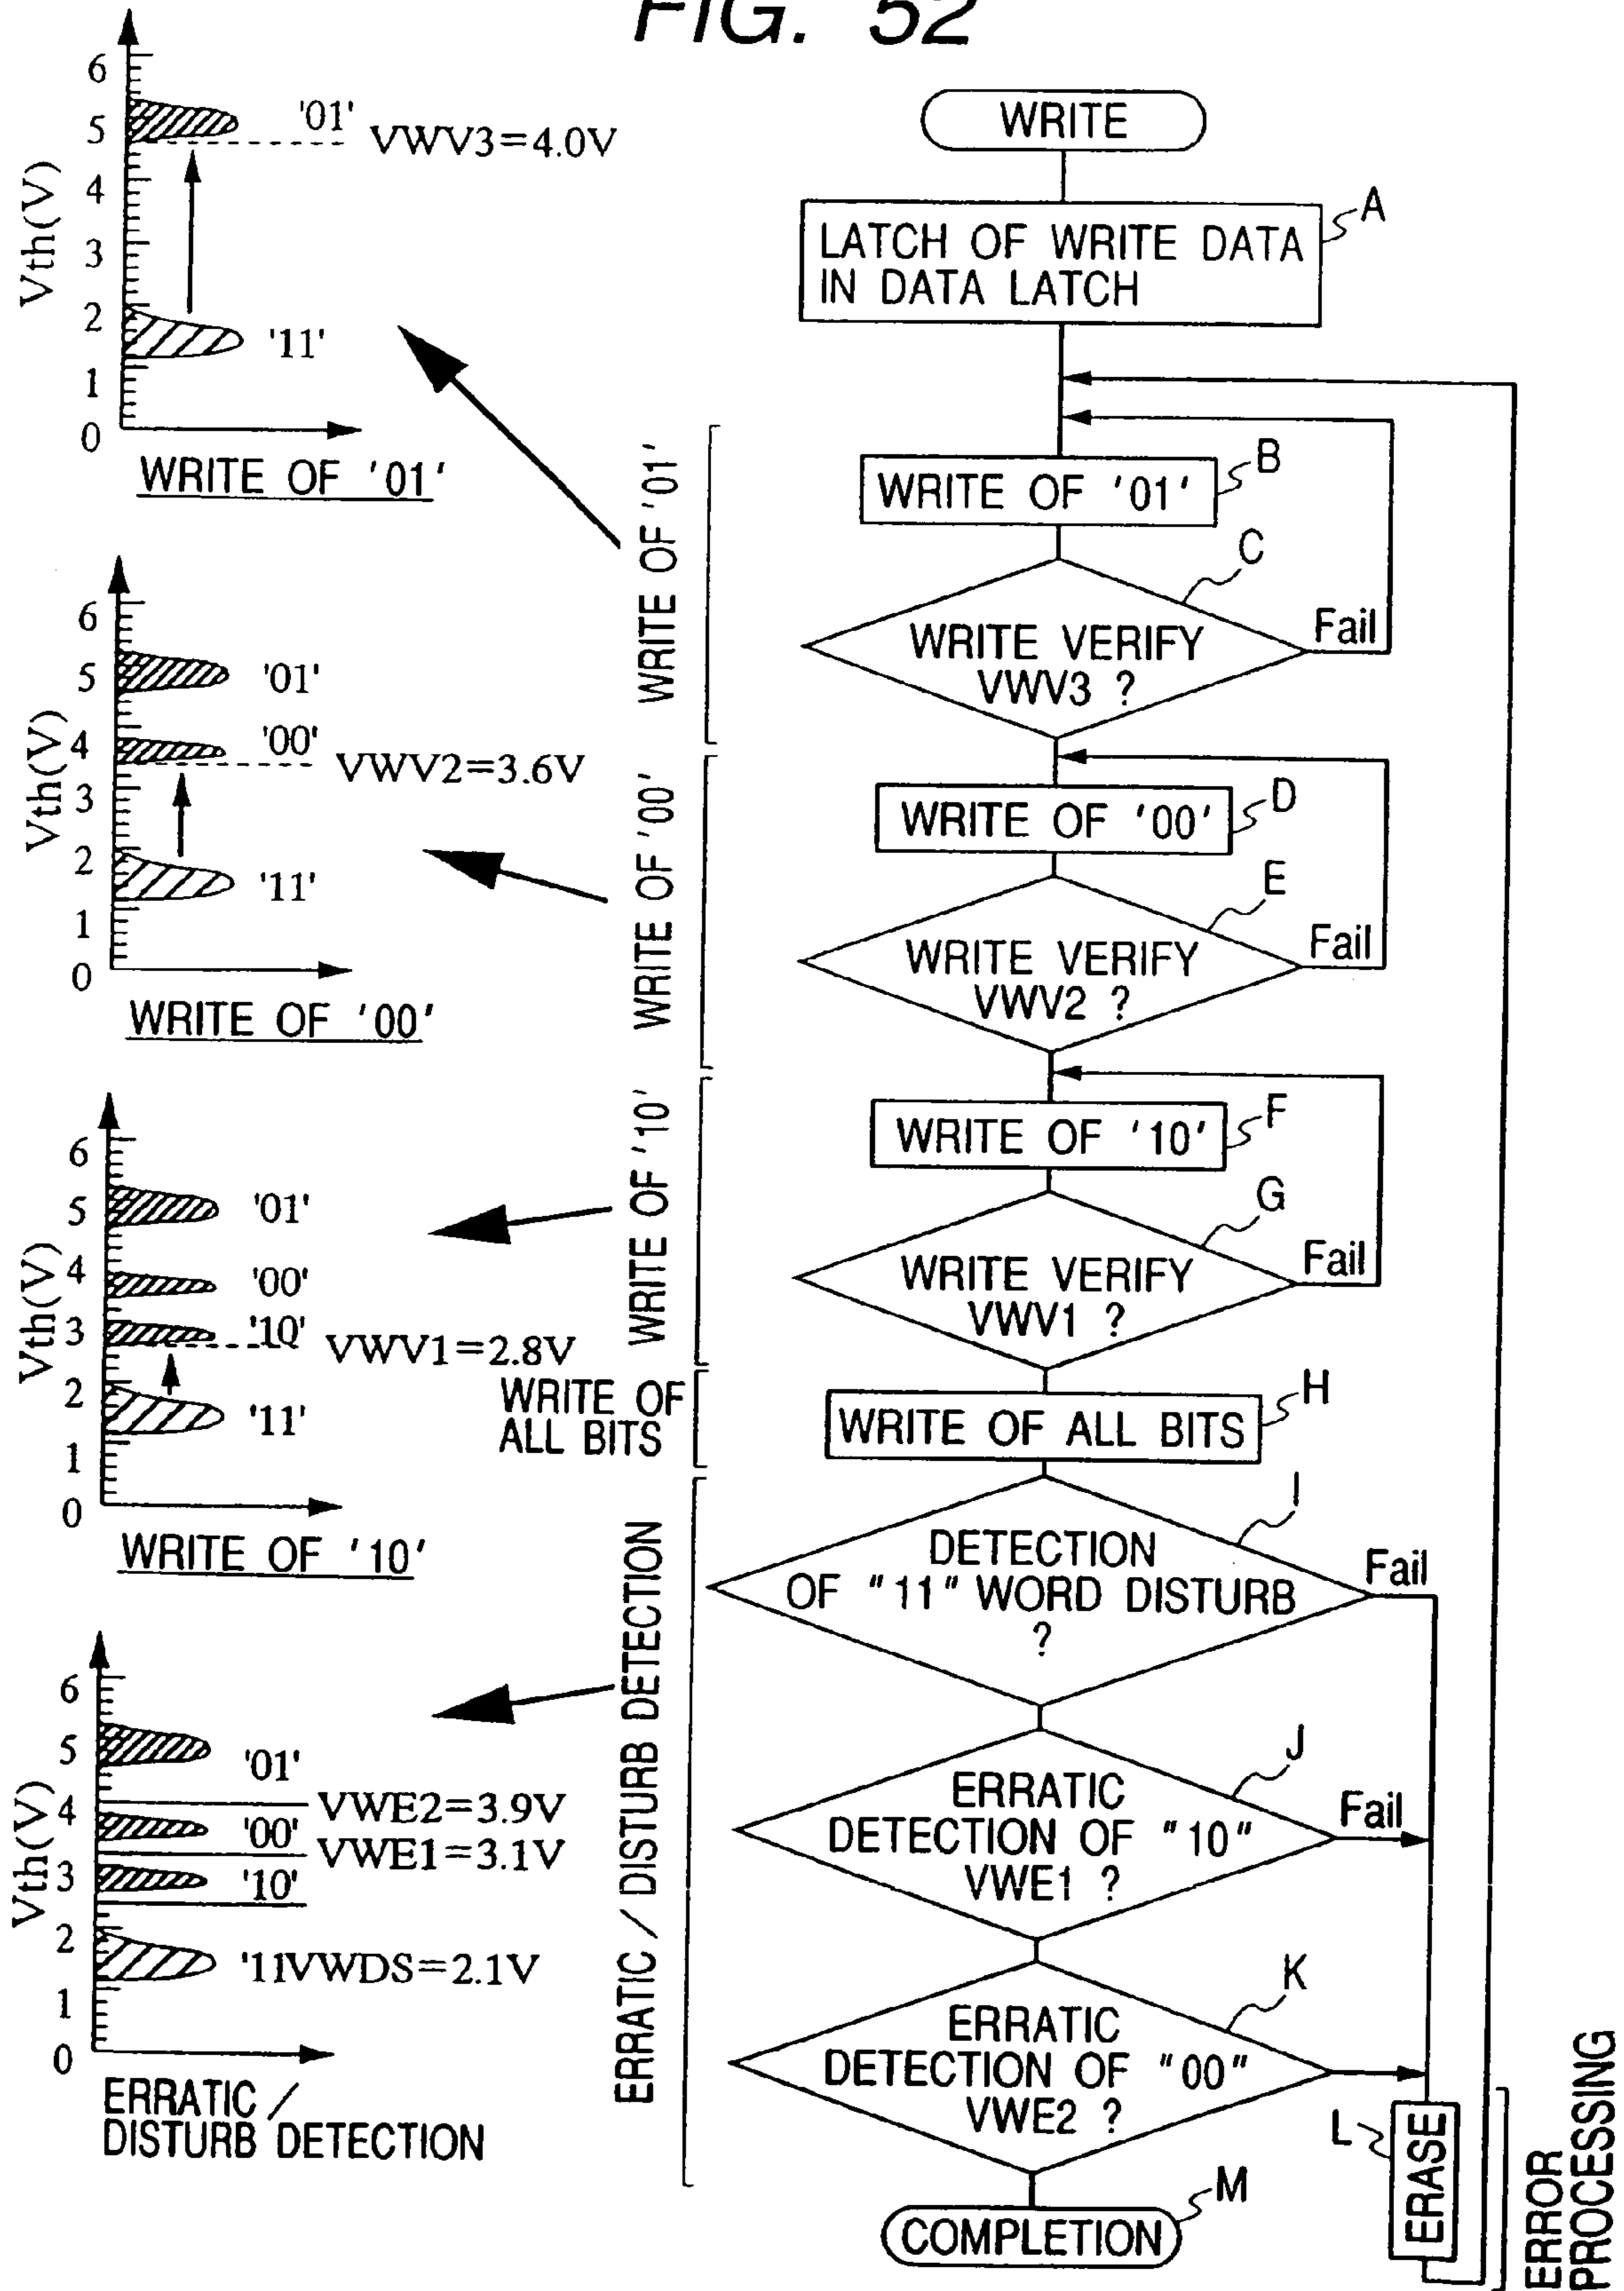 FIG. 52
6
5
4
3
2
1
0
Vth(V)
'01'
VWV3=4.0V
'11'
WRITE OF '01'
6
5
4
3
2
1
0
Vth(V)
'01'
'00'
VWV2=3.6V
'11'
WRITE OF '00'
6
5
4
3
2
1
0
Vth(V)
'01'
'00'
'10'
VWV1=2.8V
'11'
WRITE OF '10'
6
5
4
3
2
1
0
Vth(V)
'01'
VWE2=3.9V
'00'
VWE1=3.1V
'10'
'11VWDS=2.1V
ERRATIC /
DISTURB DETECTION
WRITE OF '01'
WRITE OF '00'
WRITE OF '10'
WRITE OF
ALL BITS
ERRATIC / DISTURB DETECTION
WRITE
LATCH OF WRITE DATA
IN DATA LATCH
A
WRITE OF '01'
B
WRITE VERIFY
VWV3 ?
C
Fail
WRITE OF '00'
D
WRITE VERIFY
VWV2 ?
E
Fail
WRITE OF '10'
F
WRITE VERIFY
VWV1 ?
G
Fail
WRITE OF ALL BITS
H
DETECTION
OF "11" WORD DISTURB
?
I
Fail
ERRATIC
DETECTION OF "10"
VWE1 ?
J
Fail
ERRATIC
DETECTION OF "00"
VWE2 ?
K
L
ERASE
ERROR
PROCESSING
COMPLETION
M